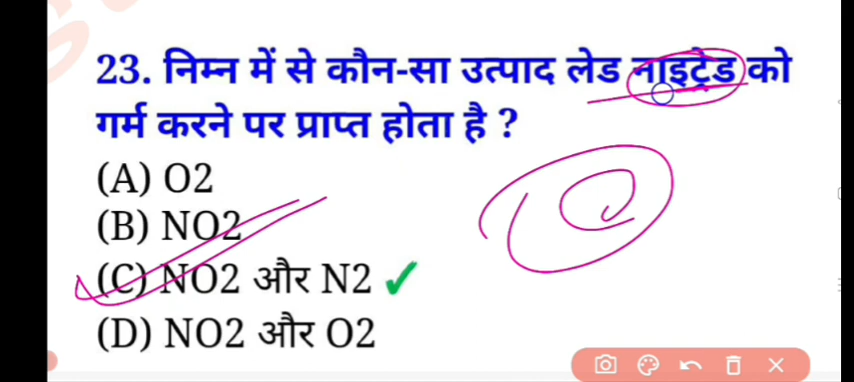 23. निम्न में से कौन-सा उत्पाद लेड नाइट्रेड को
गर्म करने पर प्राप्त होता है ?
(A) O2
(B) NO2
(C) NO2 और N2 ✓
(D) NO2 और O2